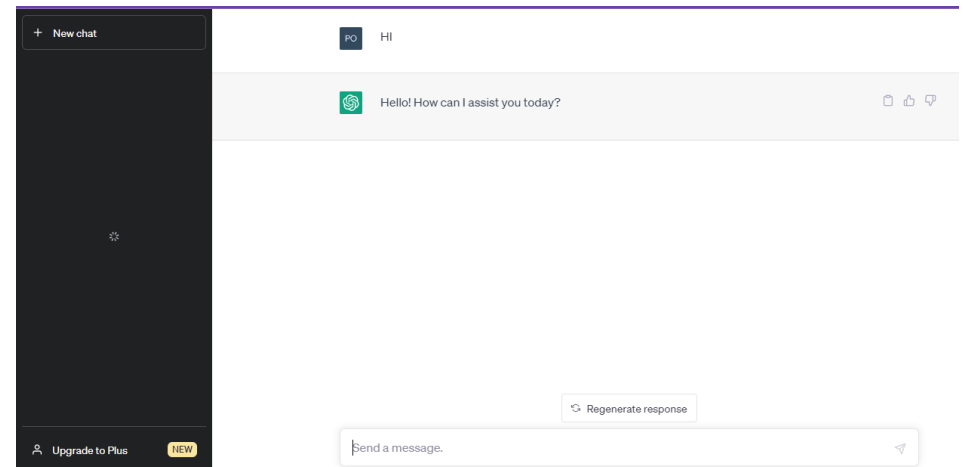 New chat
PO
HI
Hello! How can I assist you today?
Regenerate response
Upgrade to Plus
NEW
Send a message.